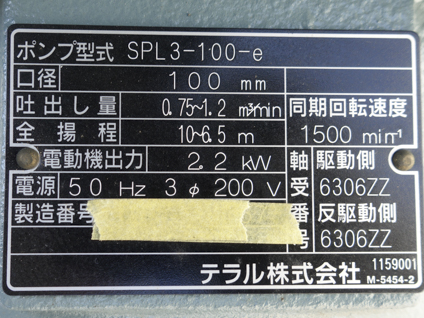 ポンプ型式 SPL3-100-e
口径 100 mm
吐出し量 0.75~1.2 m³/min 同期回転速度
全揚程 10~6.5 m 1500 min⁻¹
電動機出力 2.2 kW 軸 駆動側
電源 50 Hz 3φ 200 V 受 6306ZZ
製造番号 番 反駆動側
号 6306ZZ
テラル株式会社 1159001
M-5454-2